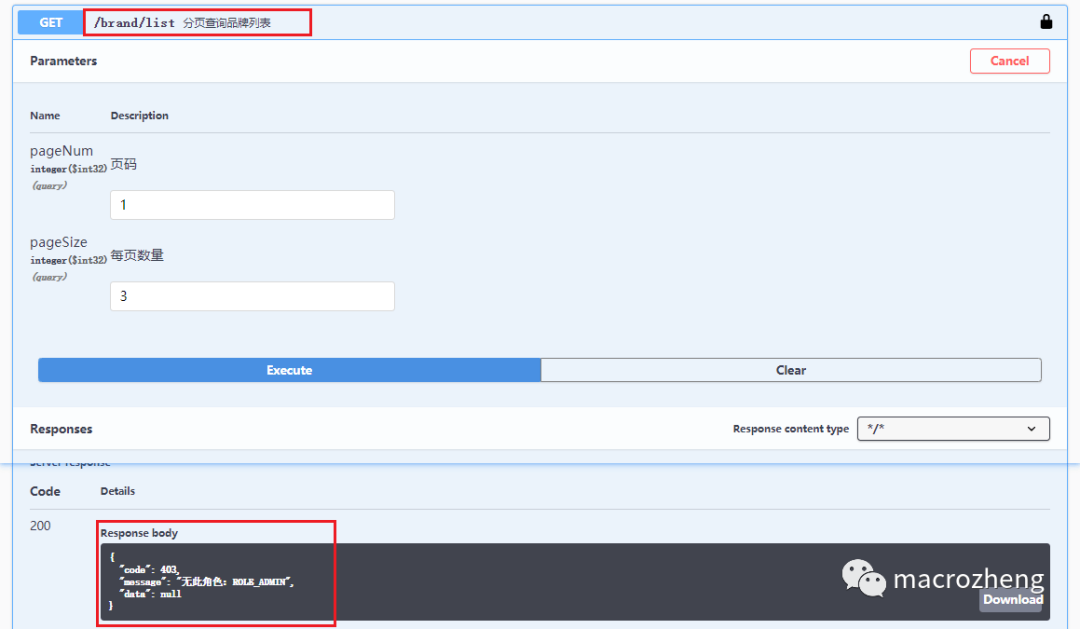 GET /brand/list 分页查询品牌列表
Parameters
Cancel
Name Description
pageNum
integer($int32)
(query)
页码
1
pageSize
integer($int32)
(query)
每页数量
3
Execute Clear
Responses Response content type */*
Server response
Code Details
200
Response body
{
"code": 403,
"message": "无此角色：ROLE_ADMIN",
"data": null
}
macrozheng
Download